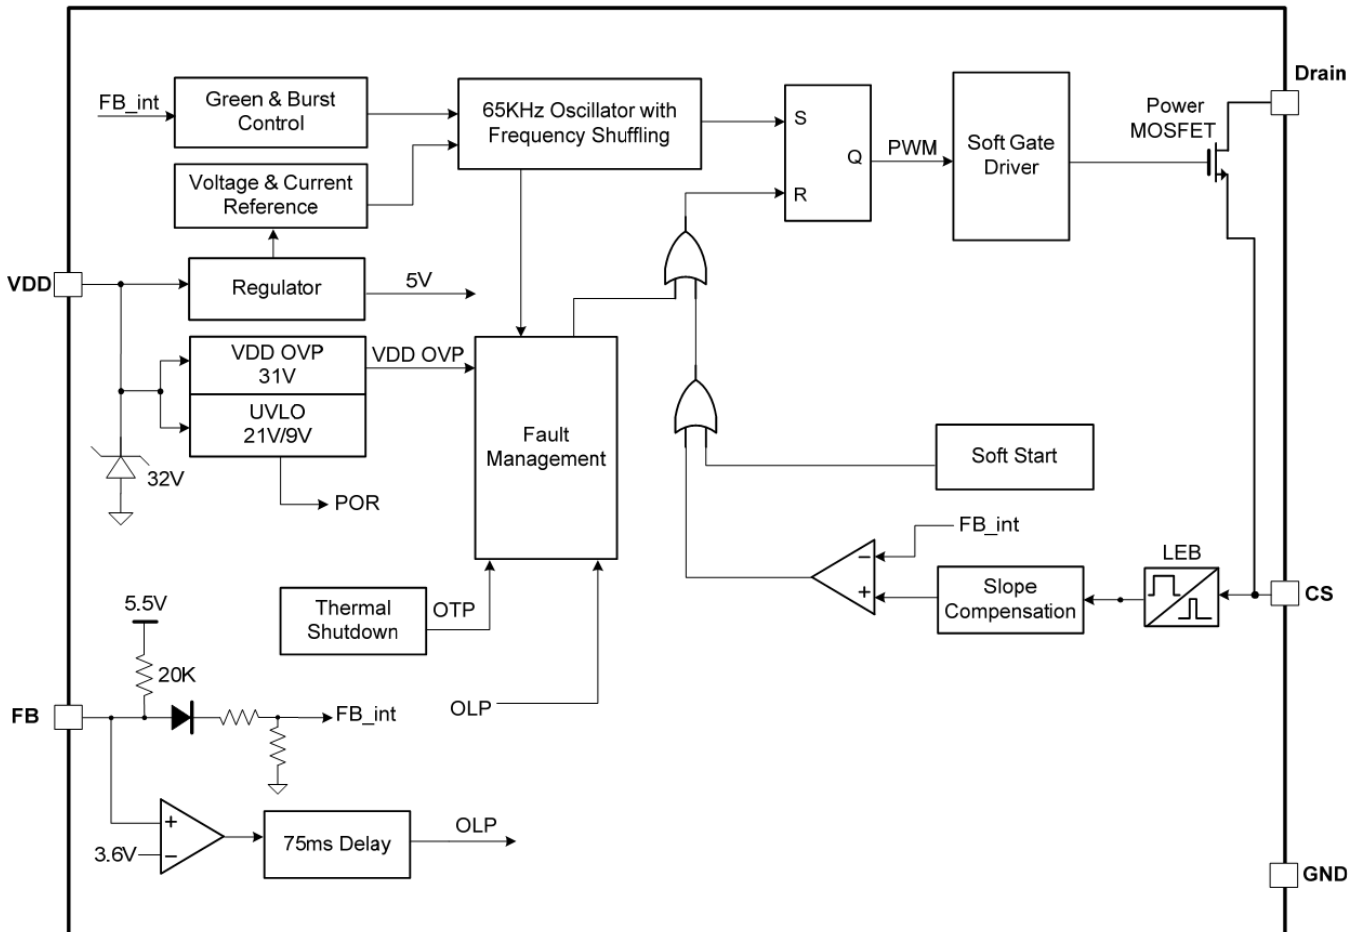 Drain
FB_int
Green & Burst
Control
65KHz Oscillator with
Frequency Shuffling
S
R
Q
PWM
Soft Gate
Driver
Power
MOSFET
Voltage & Current
Reference
VDD
Regulator
5V
VDD OVP
31V
VDD OVP
UVLO
21V/9V
32V
POR
Fault
Management
Soft Start
FB_int
−
+
Slope
Compensation
LEB
CS
Thermal
Shutdown
OTP
5.5V
20K
FB
FB_int
OLP
+
−
3.6V
75ms Delay
OLP
GND